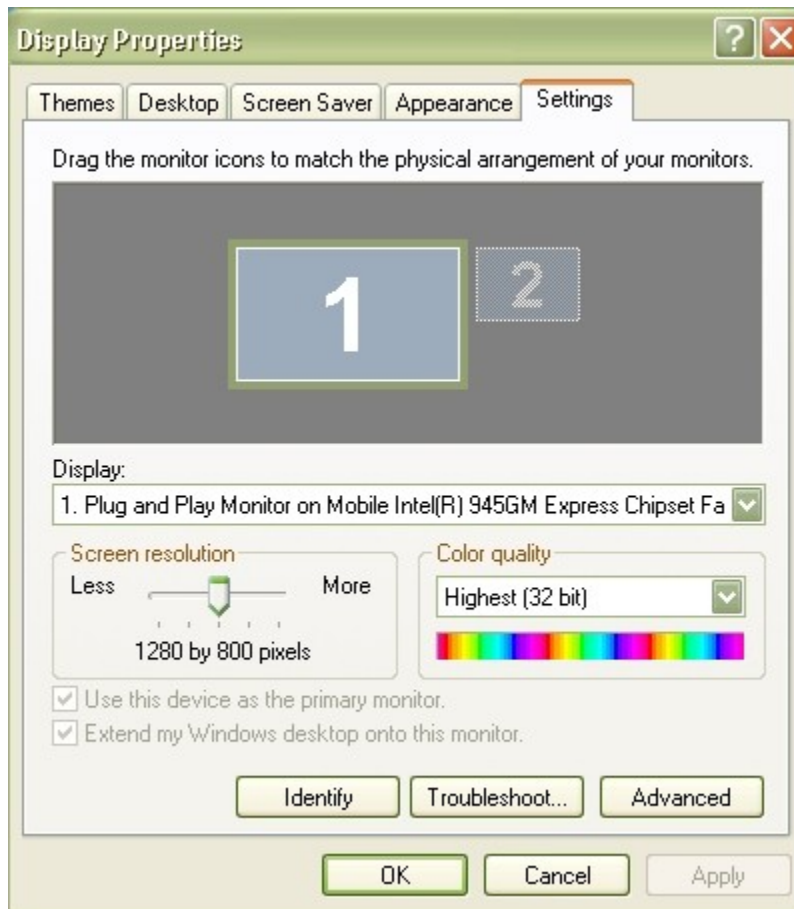 Display Properties
Themes Desktop Screen Saver Appearance Settings
Drag the monitor icons to match the physical arrangement of your monitors.
1 2
Display:
1. Plug and Play Monitor on Mobile Intel(R) 945GM Express Chipset Fa
Screen resolution
Less More
1280 by 800 pixels
Color quality
Highest (32 bit)
Use this device as the primary monitor.
Extend my Windows desktop onto this monitor.
Identify Troubleshoot... Advanced
OK Cancel Apply